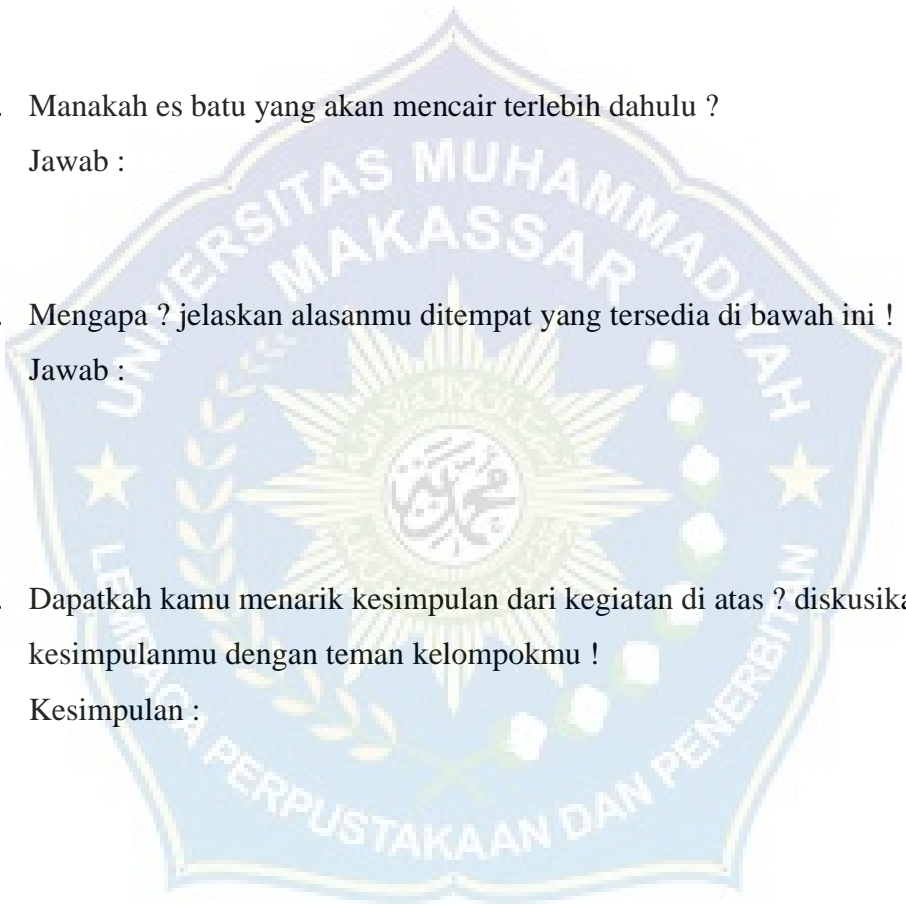 . Manakah es batu yang akan mencair terlebih dahulu ?
Jawab :
. Mengapa ? jelaskan alasanmu ditempat yang tersedia di bawah ini !
Jawab :
. Dapatkah kamu menarik kesimpulan dari kegiatan di atas ? diskusika
kesimpulanmu dengan teman kelompokmu !
Kesimpulan :
UNIVERSITAS MUHAMMADIYAH
MAKASSAR
LEMBAGA PERPUSTAKAAN DAN PENERBITAN